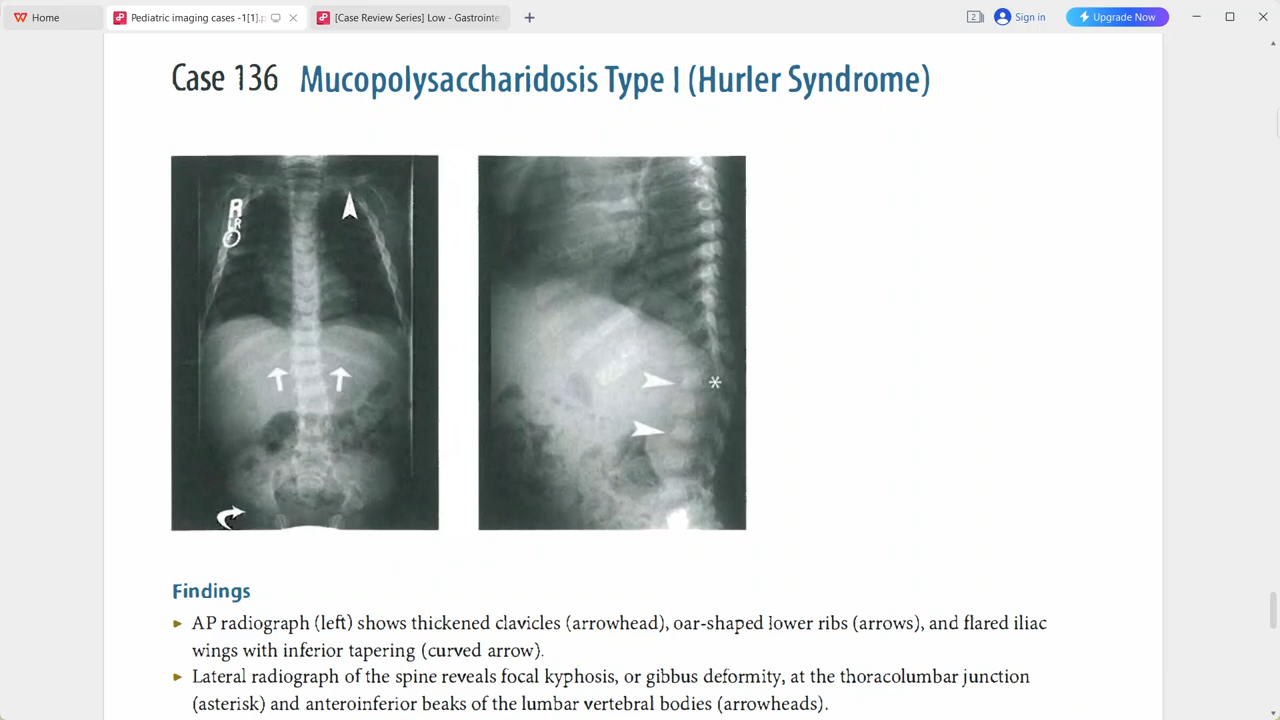 Home
Pediatric imaging cases -1[1].p
[Case Review Series] Low - Gastrointe
2
Sign in
Upgrade Now
Case 136 Mucopolysaccharidosis Type I (Hurler Syndrome)
R
*
Findings
► AP radiograph (left) shows thickened clavicles (arrowhead), oar-shaped lower ribs (arrows), and flared iliac
wings with inferior tapering (curved arrow).
► Lateral radiograph of the spine reveals focal kyphosis, or gibbus deformity, at the thoracolumbar junction
(asterisk) and anteroinferior beaks of the lumbar vertebral bodies (arrowheads).